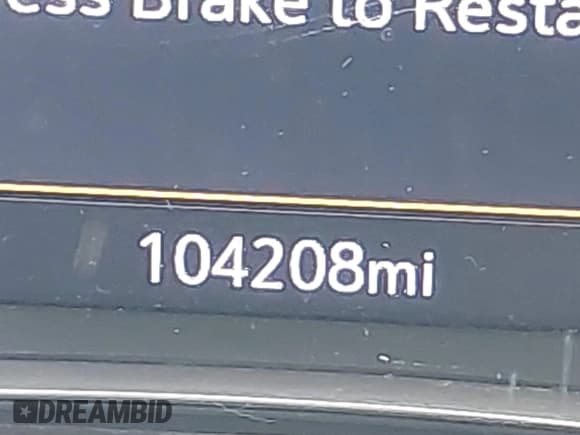 ess Brake to Resta
104208mi
DREAMBID